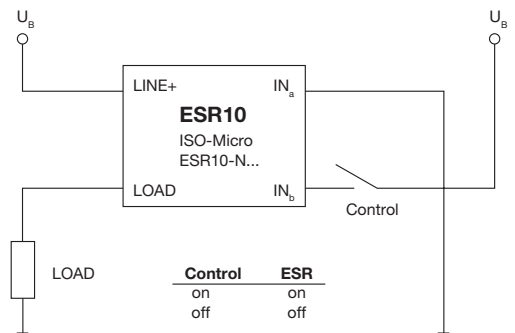 U_B U_B
LINE+ IN_a
ESR10
ISO-Micro
ESR10-N...
LOAD IN_b
Control
LOAD
Control ESR
on on
off off